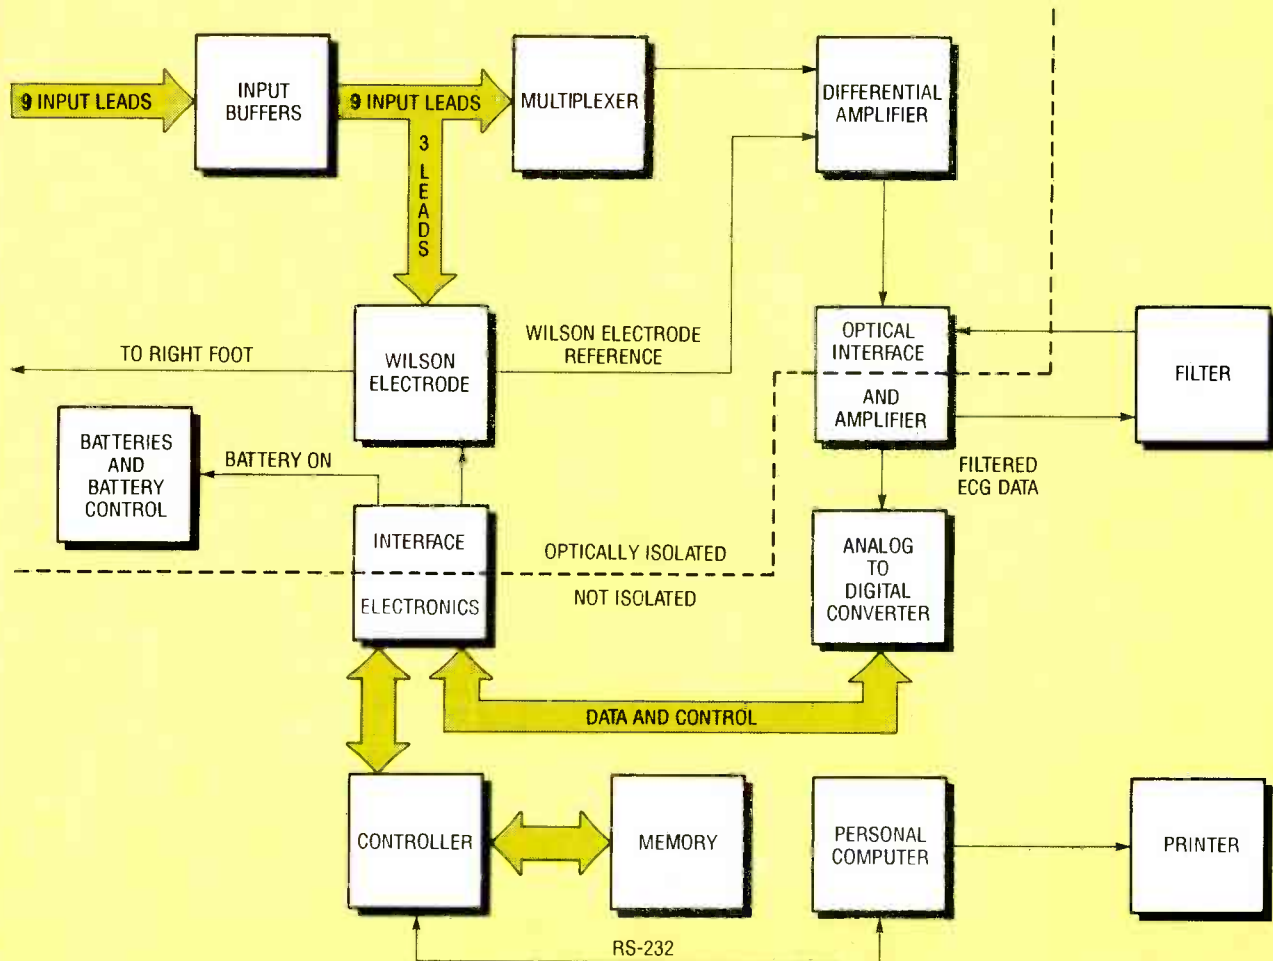 9 INPUT LEADS
INPUT
BUFFERS
9 INPUT LEADS
3
LEADS
MULTIPLEXER
DIFFERENTIAL
AMPLIFIER
TO RIGHT FOOT
WILSON
ELECTRODE
WILSON ELECTRODE
REFERENCE
OPTICAL
INTERFACE
AND
AMPLIFIER
FILTER
BATTERIES
AND
BATTERY
CONTROL
BATTERY ON
FILTERED
ECG DATA
INTERFACE
ELECTRONICS
OPTICALLY ISOLATED
NOT ISOLATED
ANALOG
TO
DIGITAL
CONVERTER
DATA AND CONTROL
CONTROLLER
MEMORY
PERSONAL
COMPUTER
PRINTER
RS-232